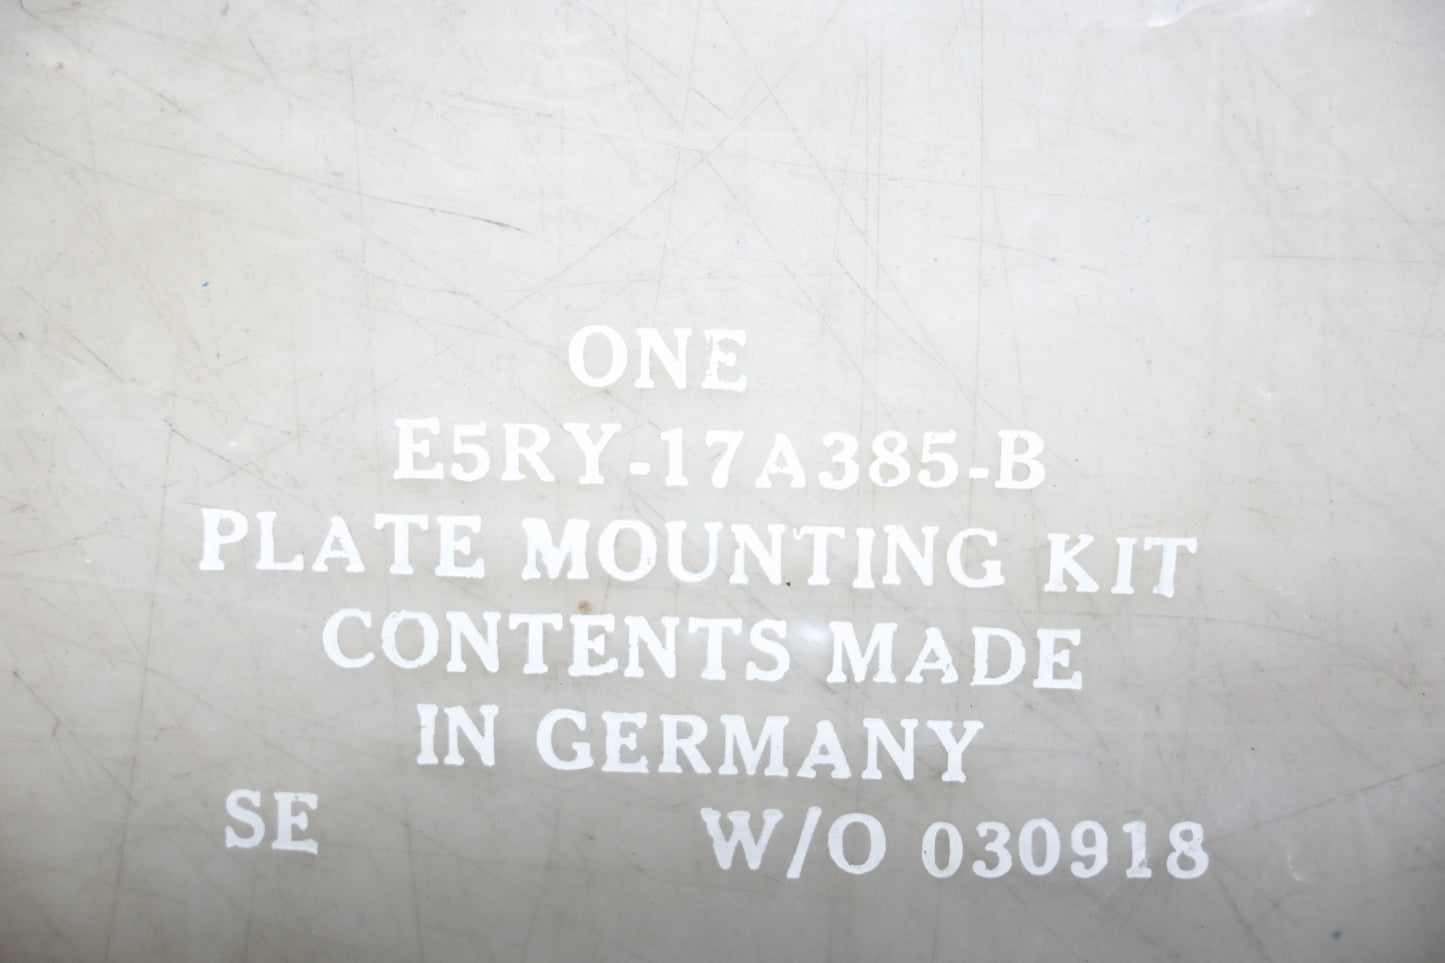 ONE
E5RY-17A385-B
PLATE MOUNTING KIT
CONTENTS MADE
IN GERMANY
SE W/O 030918